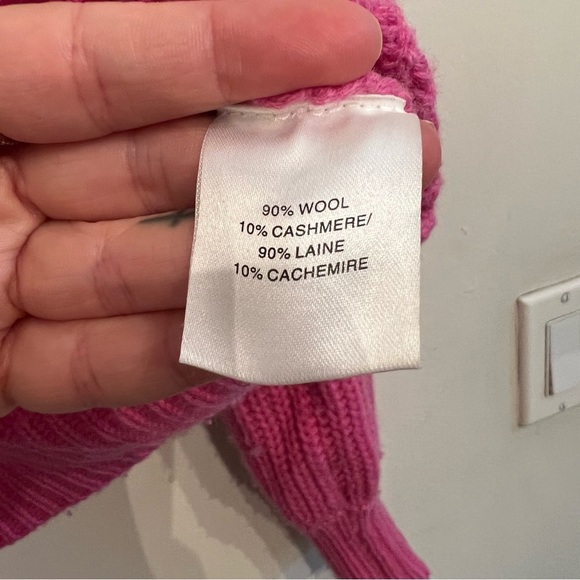 90% WOOL
10% CASHMERE/
90% LAINE
10% CACHEMIRE